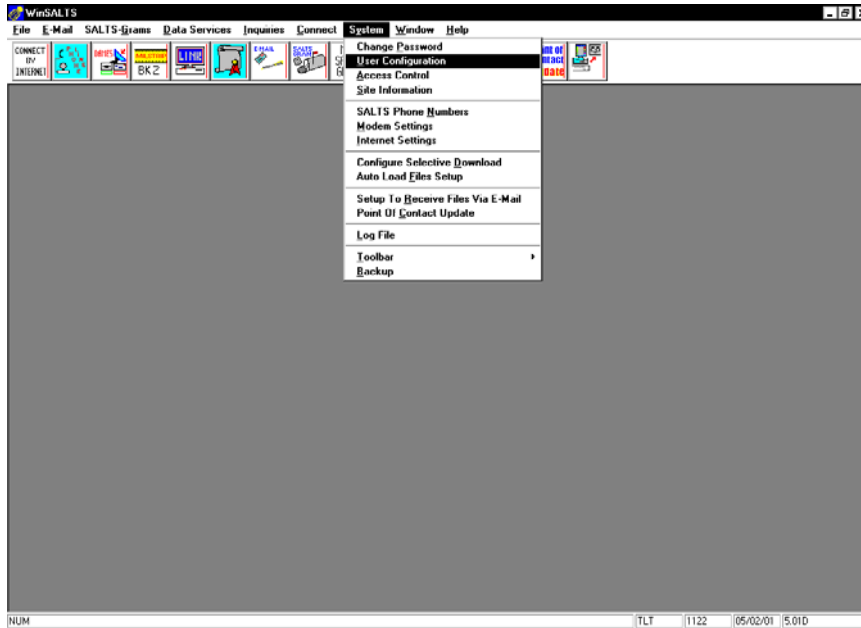 WinSALTS
File E-Mail SALTS-Grams Data Services Inquiries Connect System Window Help
CONNECT
BY
INTERNET
BKZ
LINK
E-MAIL
SALTS
GRAM
Change Password
User Configuration
Access Control
Site Information
SALTS Phone Numbers
Modem Settings
Internet Settings
Configure Selective Download
Auto Load Files Setup
Setup To Receive Files Via E-Mail
Point Of Contact Update
Log File
Toolbar
Backup
NUM TLT 1122 05/02/01 5.01D